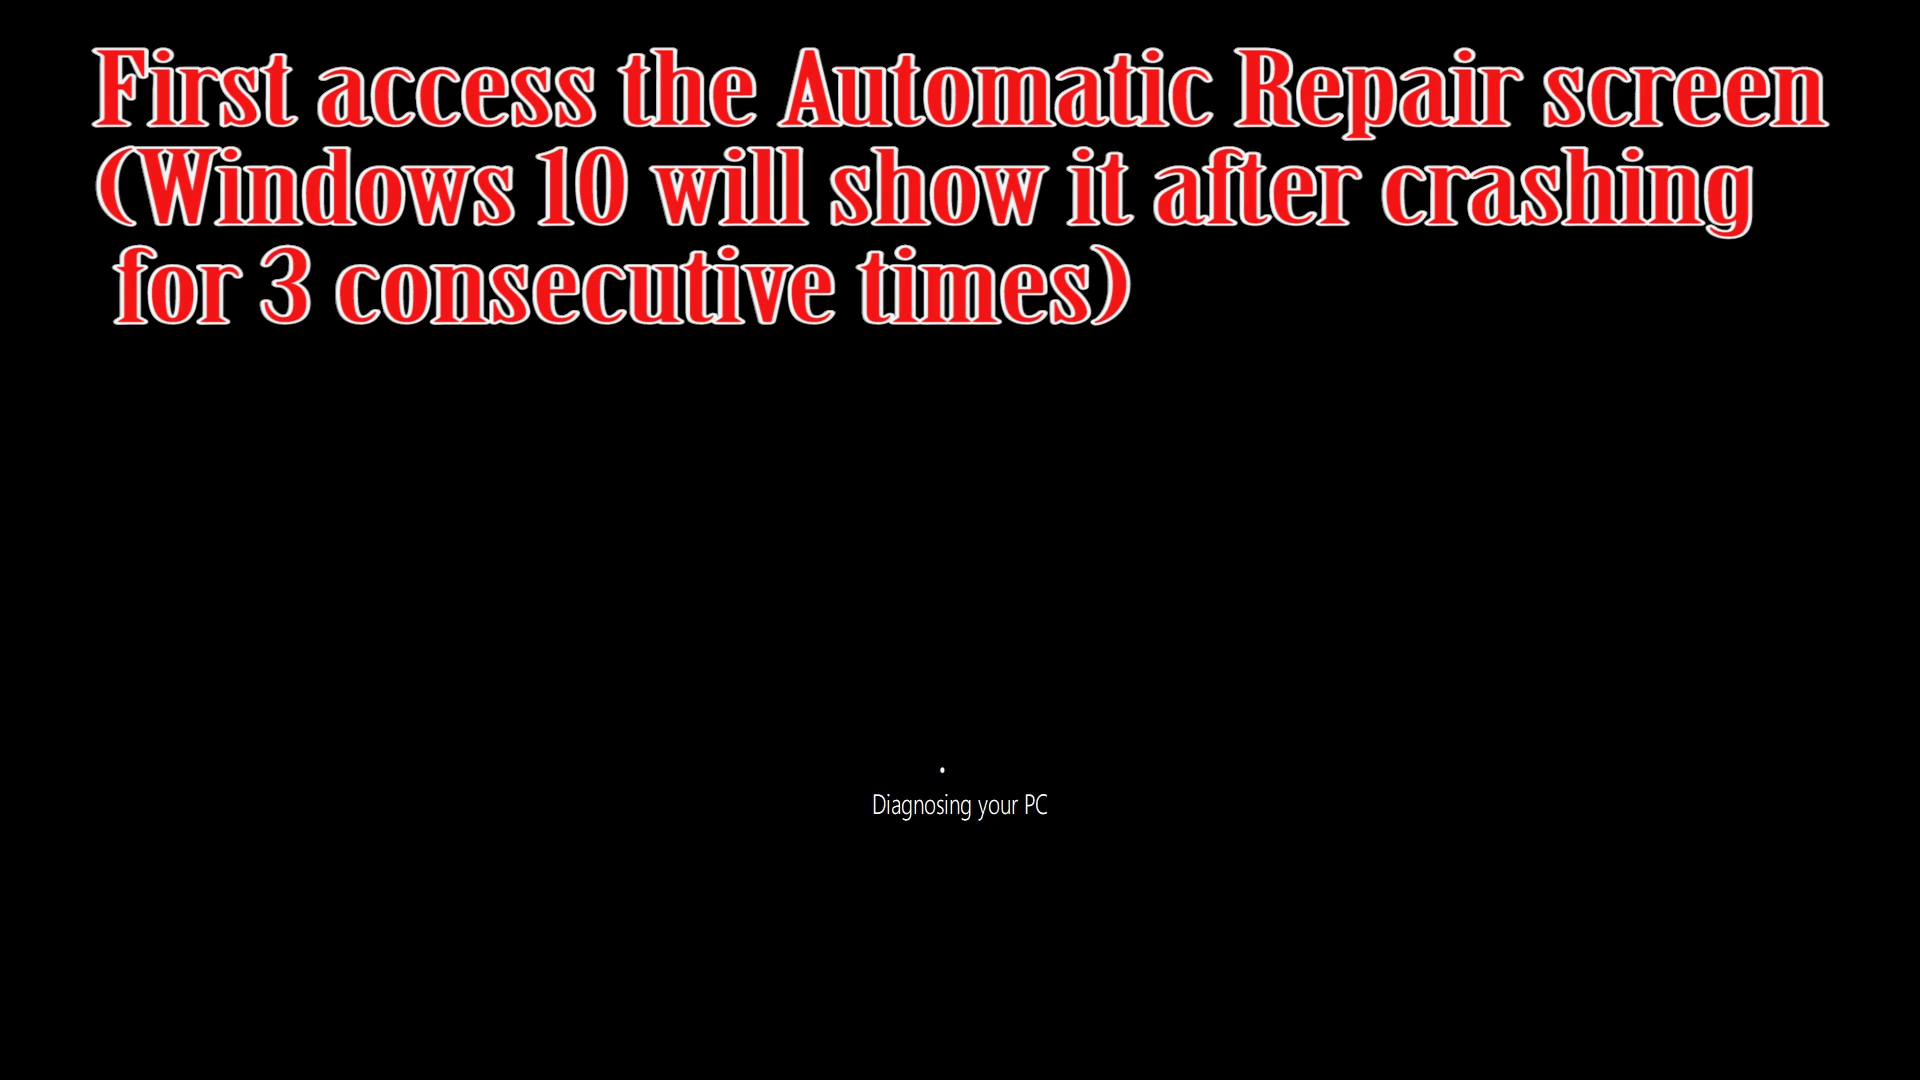 First access the Automatic Repair screen
(Windows 10 will show it after crashing
for 3 consecutive times)
Diagnosing your PC